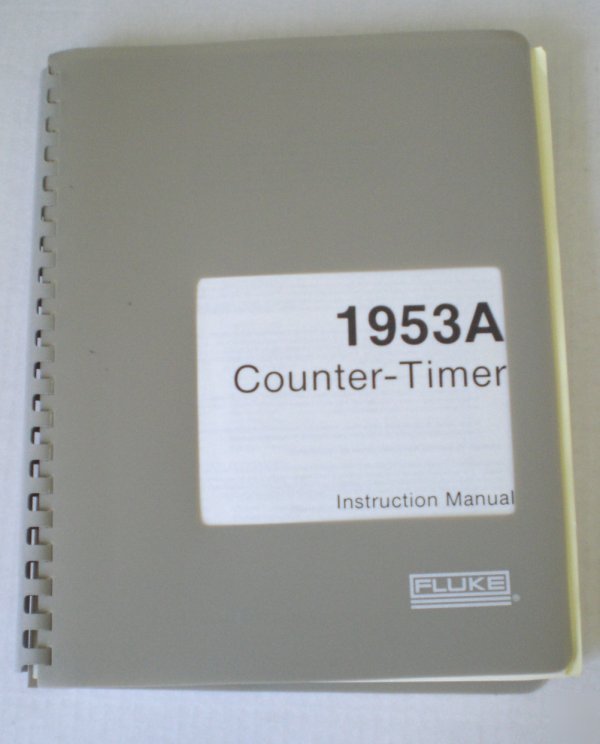 1953A
Counter-Timer
Instruction Manual
FLUKE®